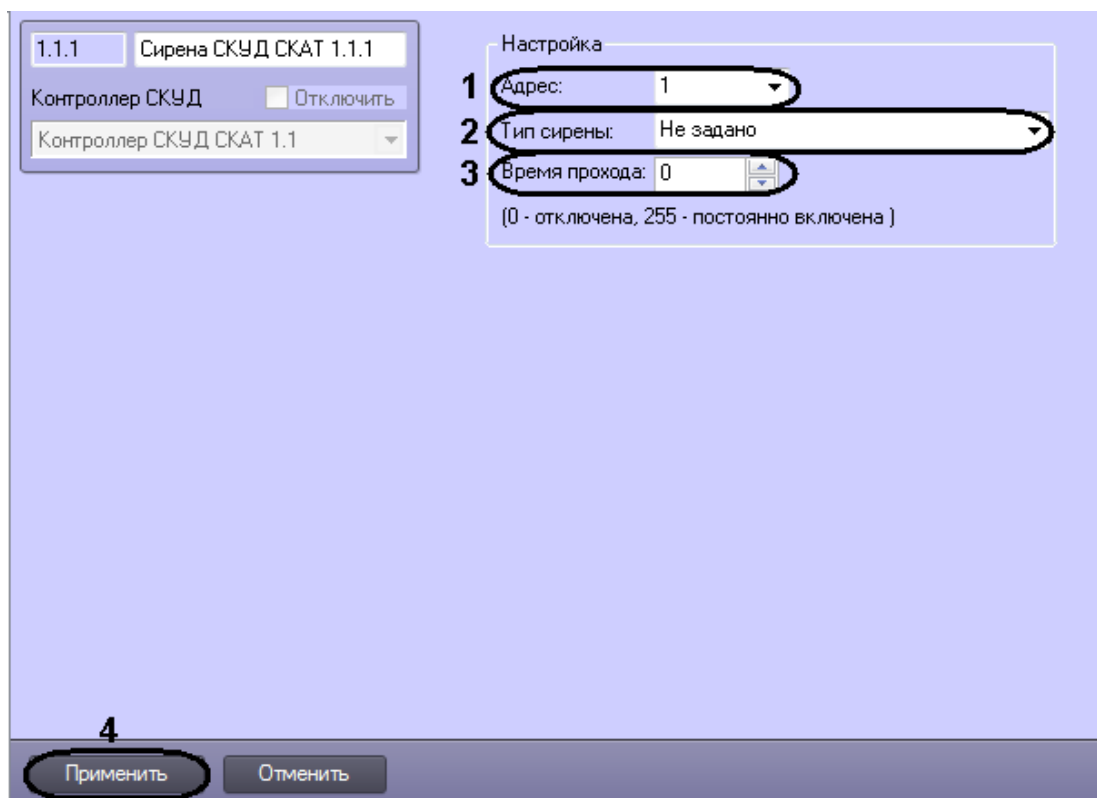 1.1.1 Сирена СКУД СКАТ 1.1.1
Контроллер СКУД Отключить
Контроллер СКУД СКАТ 1.1
Настройка
1 Адрес: 1
2 Тип сирены: Не задано
3 Время прохода: 0
(0 - отключена, 255 - постоянно включена )
4
Применить Отменить